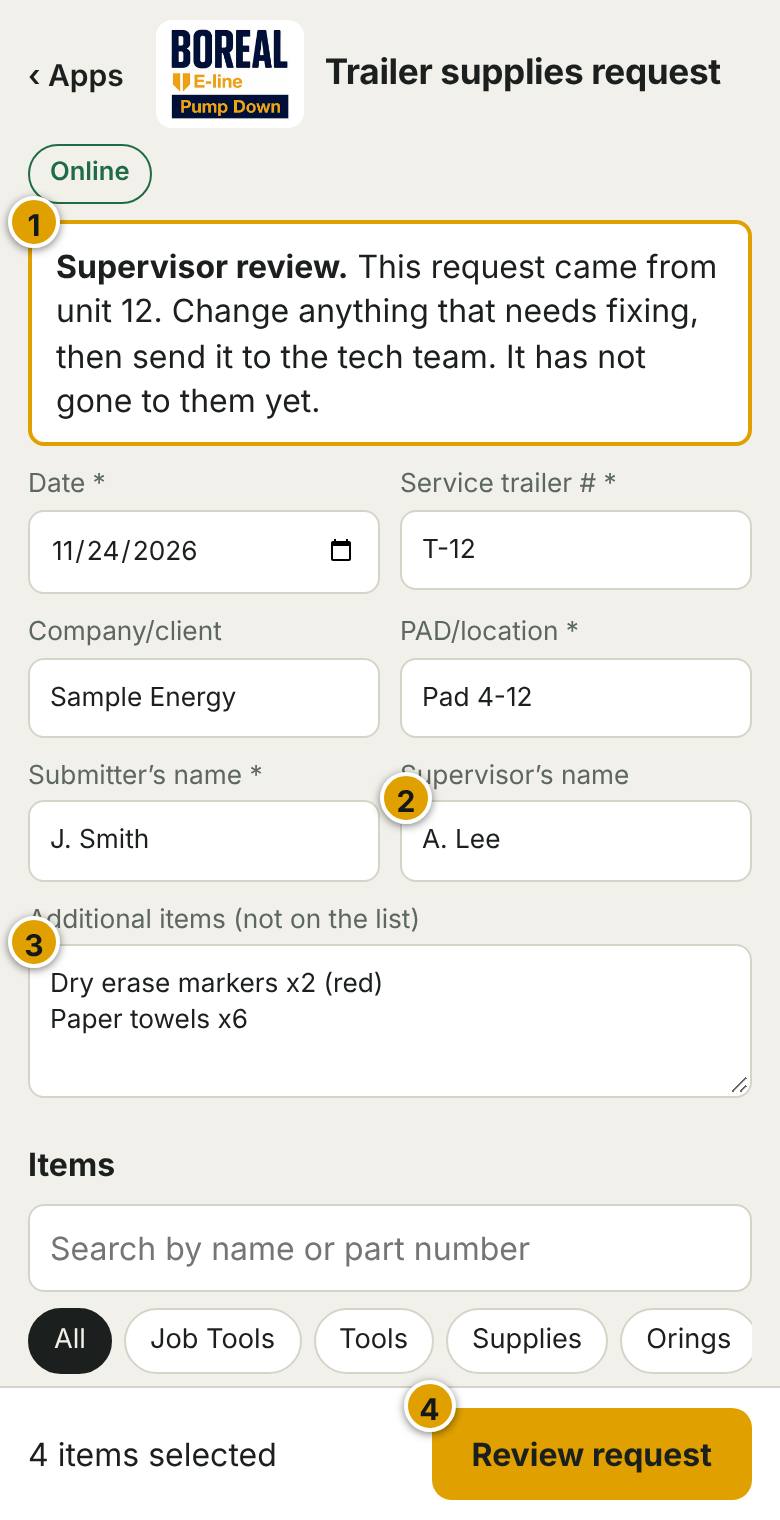 ‹ Apps
BOREAL
E-line
Pump Down
Trailer supplies request
Online
1
Supervisor review. This request came from
unit 12. Change anything that needs fixing,
then send it to the tech team. It has not
gone to them yet.
Date *
Service trailer # *
11/24/2026
T-12
Company/client
PAD/location *
Sample Energy
Pad 4-12
Submitter’s name *
Supervisor’s name
2
J. Smith
A. Lee
Additional items (not on the list)
3
Dry erase markers x2 (red)
Paper towels x6
Items
Search by name or part number
All
Job Tools
Tools
Supplies
Orings
4
4 items selected
Review request